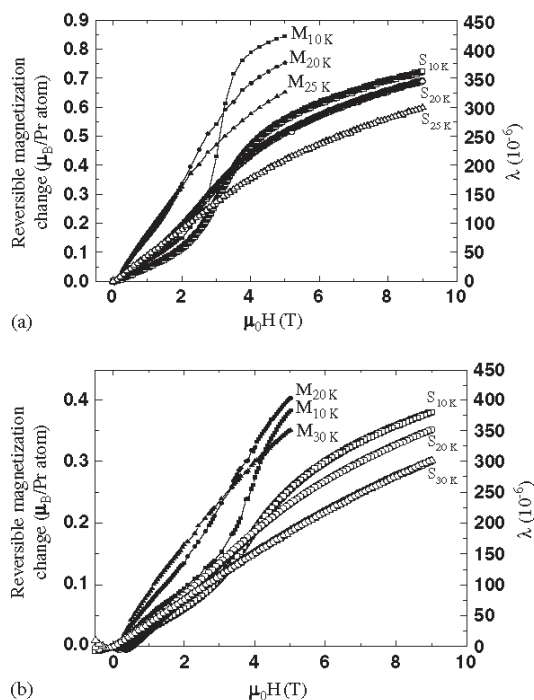 0.9
0.8
0.7
0.6
0.5
0.4
0.3
0.2
0.1
0.0
Reversible magnetization
change (μB/Pr atom)
M10 K
M20 K
M25 K
S10 K
S20 K
S25 K
450
400
350
300
250
200
150
100
50
0
λ (10-6)
0 2 4 6 8 10
μ0H (T)
(a)
0.4
0.3
0.2
0.1
0.0
Reversible magnetization
change (μB/Pr atom)
M20 K
M10 K
M30 K
S10 K
S20 K
S30 K
450
400
350
300
250
200
150
100
50
0
λ (10-6)
0 2 4 6 8 10
μ0H (T)
(b)